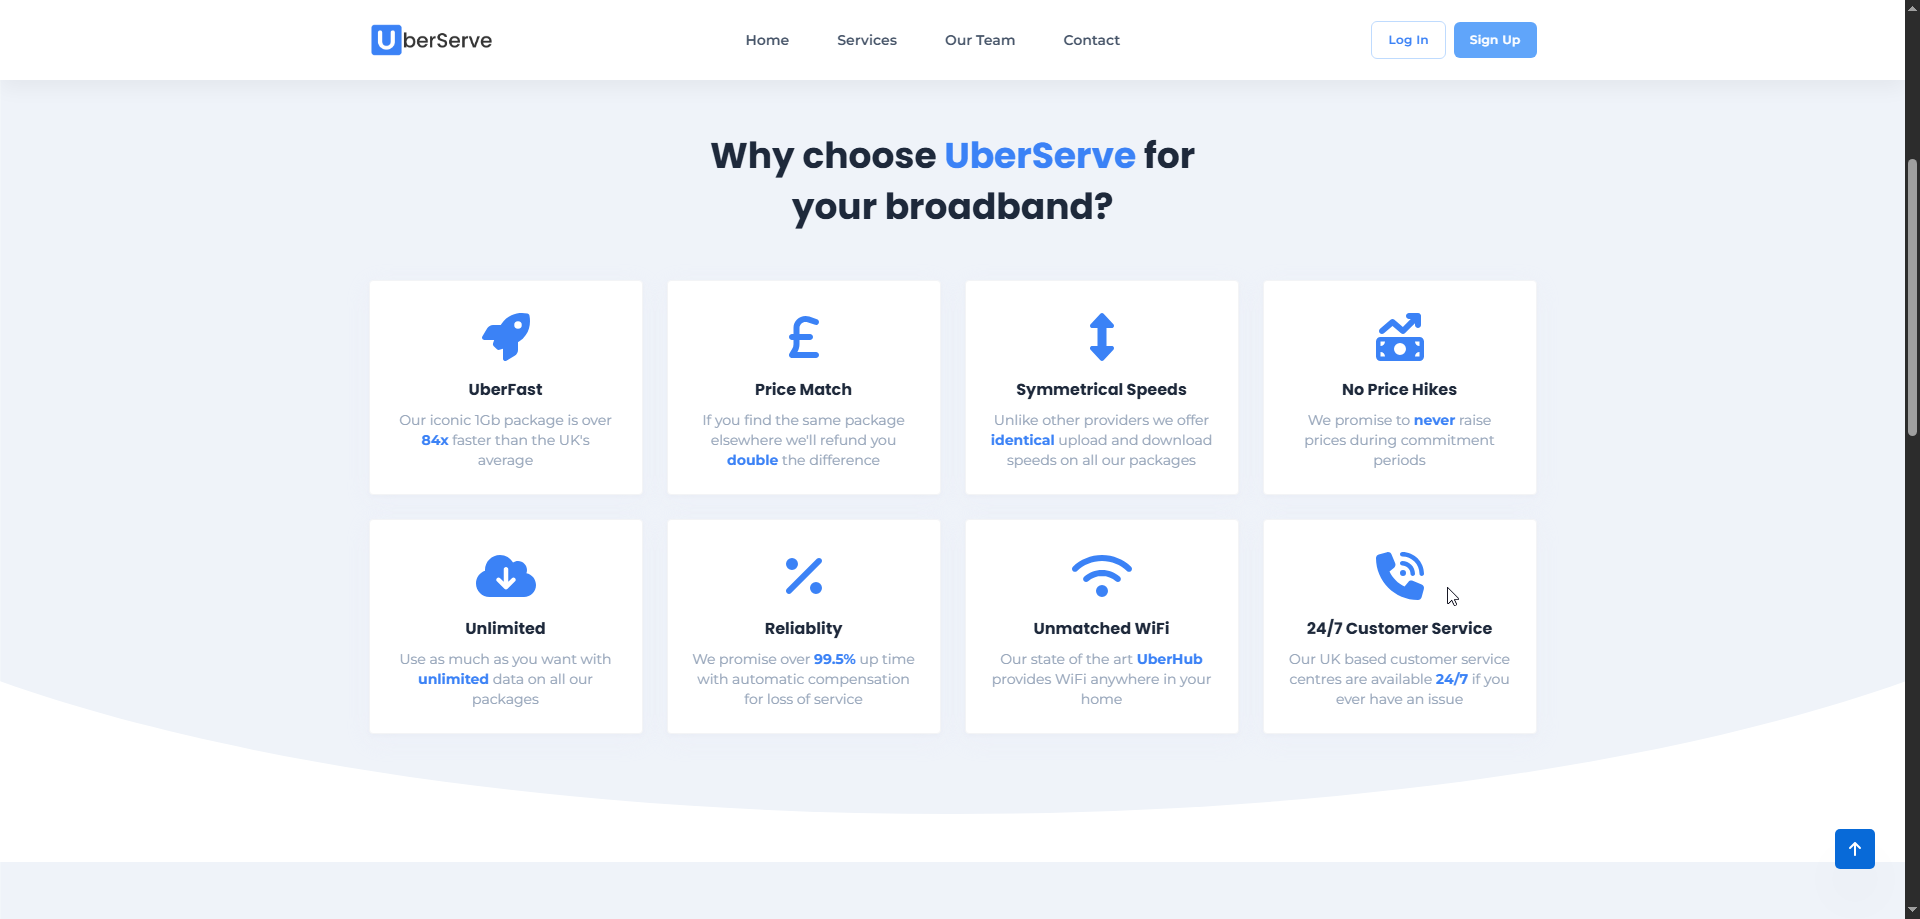 UberServe
Home
Services
Our Team
Contact
Log In
Sign Up
Why choose UberServe for
your broadband?
UberFast
Our iconic 1Gb package is over
84x faster than the UK's
average
Price Match
If you find the same package
elsewhere we'll refund you
double the difference
Symmetrical Speeds
Unlike other providers we offer
identical upload and download
speeds on all our packages
No Price Hikes
We promise to never raise
prices during commitment
periods
Unlimited
Use as much as you want with
unlimited data on all our
packages
Reliablity
We promise over 99.5% up time
with automatic compensation
for loss of service
Unmatched WiFi
Our state of the art UberHub
provides WiFi anywhere in your
home
24/7 Customer Service
Our UK based customer service
centres are available 24/7 if you
ever have an issue